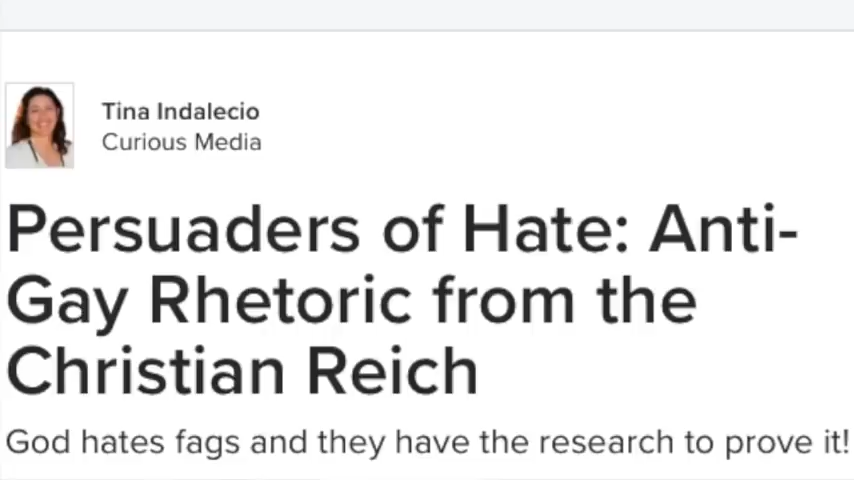 Tina Indalecio
Curious Media
Persuaders of Hate: Anti-
Gay Rhetoric from the
Christian Reich
God hates fags and they have the research to prove it!